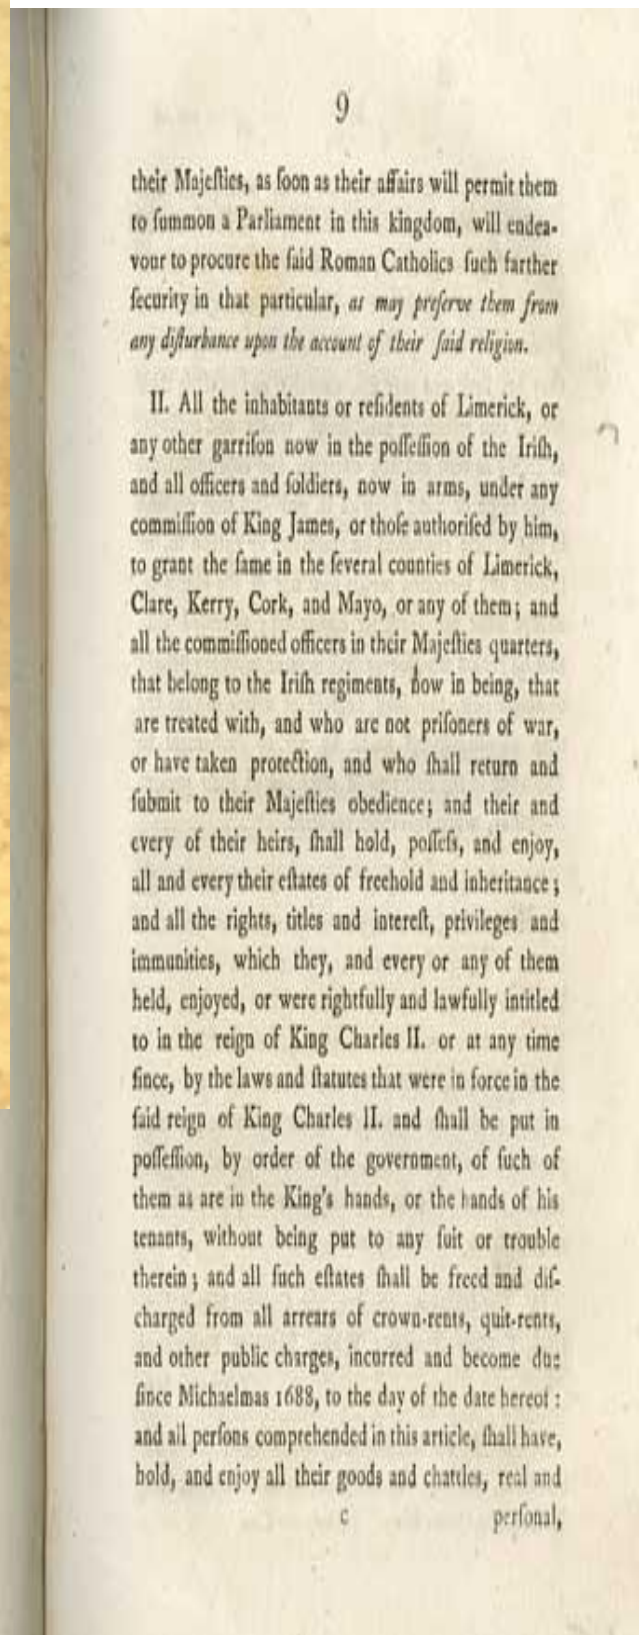 9
their Majeſties, as ſoon as their affairs will permit them
to ſummon a Parliament in this kingdom, will endea-
vour to procure the ſaid Roman Catholics ſuch farther
ſecurity in that particular, as may preſerve them from
any diſturbance upon the account of their ſaid religion.
II. All the inhabitants or reſidents of Limerick, or
any other garriſon now in the poſſeſſion of the Iriſh,
and all officers and ſoldiers, now in arms, under any
commiſſion of King James, or thoſe authoriſed by him,
to grant the ſame in the ſeveral counties of Limerick,
Clare, Kerry, Cork, and Mayo, or any of them; and
all the commiſſioned officers in their Majeſties quarters,
that belong to the Iriſh regiments, now in being, that
are treated with, and who are not priſoners of war,
or have taken protection, and who ſhall return and
ſubmit to their Majeſties obedience; and their and
every of their heirs, ſhall hold, poſſeſs, and enjoy,
all and every their eſtates of freehold and inheritance;
and all the rights, titles and intereſt, privileges and
immunities, which they, and every or any of them
held, enjoyed, or were rightfully and lawfully intitled
to in the reign of King Charles II. or at any time
ſince, by the laws and ſtatutes that were in force in the
ſaid reign of King Charles II. and ſhall be put in
poſſeſſion, by order of the government, of ſuch of
them as are in the King's hands, or the hands of his
tenants, without being put to any ſuit or trouble
therein; and all ſuch eſtates ſhall be freed and diſ-
charged from all arrears of crown-rents, quit-rents,
and other public charges, incurred and become due
ſince Michaelmas 1688, to the day of the date hereof:
and all perſons comprehended in this article, ſhall have,
hold, and enjoy all their goods and chattles, real and
c perſonal,